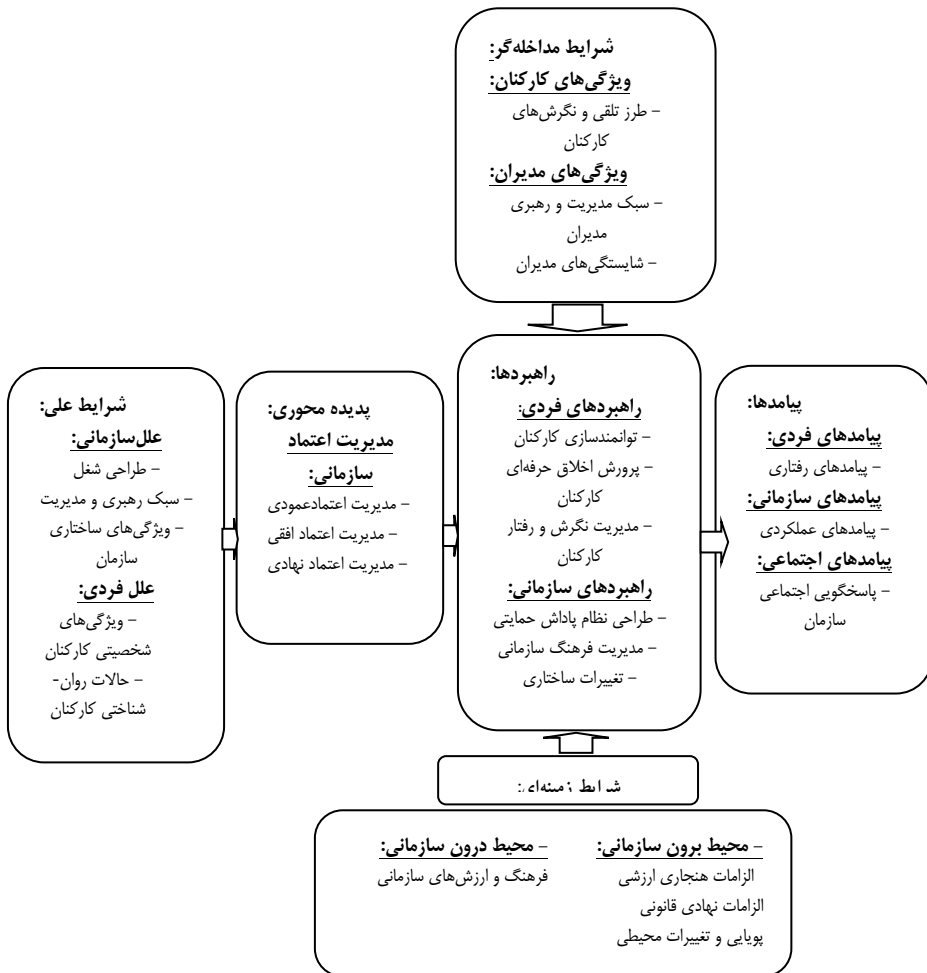 شرایط مداخله‌گر:
ویژگی‌های کارکنان:
– طرز تلقی و نگرش‌های
کارکنان
ویژگی‌های مدیران:
– سبک مدیریت و رهبری
مدیران
– شایستگی‌های مدیران
شرایط علی:
علل‌سازمانی:
– طراحی شغل
– سبک رهبری و مدیریت
– ویژگی‌های ساختاری
سازمان
علل فردی:
– ویژگی‌های
شخصیتی کارکنان
– حالات روان-
شناختی کارکنان
پدیده محوری:
مدیریت اعتماد
سازمانی:
– مدیریت اعتمادعمودی
– مدیریت اعتماد افقی
– مدیریت اعتماد نهادی
راهبردها:
راهبردهای فردی:
– توانمندسازی کارکنان
– پرورش اخلاق حرفه‌ای
کارکنان
– مدیریت نگرش و رفتار
کارکنان
راهبردهای سازمانی:
– طراحی نظام پاداش حمایتی
– مدیریت فرهنگ سازمانی
– تغییرات ساختاری
پیامدها:
پیامدهای فردی:
– پیامدهای رفتاری
پیامدهای سازمانی:
– پیامدهای عملکردی
پیامدهای اجتماعی:
– پاسخگویی اجتماعی
سازمان
شرایط زمینه‌ای:
– محیط برون سازمانی:
الزامات هنجاری ارزشی
الزامات نهادی قانونی
پویایی و تغییرات محیطی
– محیط درون سازمانی:
فرهنگ و ارزش‌های سازمانی